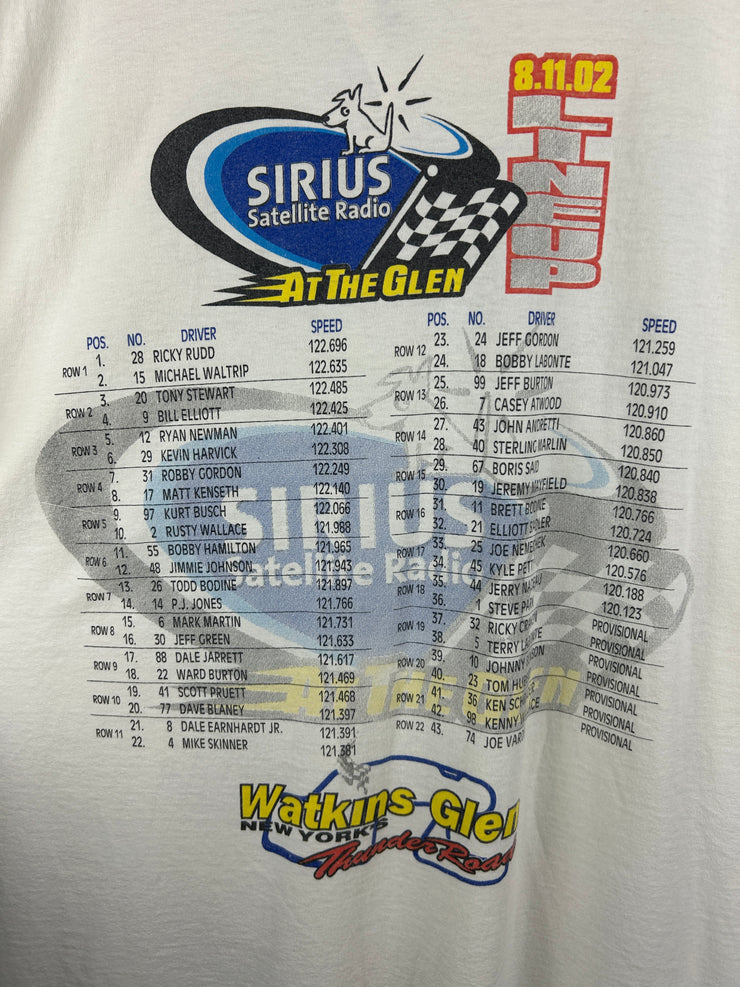 8.11.02
LINEUP
SIRIUS
Satellite Radio
AT THE GLEN
POS. NO. DRIVER SPEED
ROW 1 1. 28 RICKY RUDD 122.696
2. 15 MICHAEL WALTRIP 122.635
ROW 2 3. 20 TONY STEWART 122.485
4. 9 BILL ELLIOTT 122.425
ROW 3 5. 12 RYAN NEWMAN 122.401
6. 29 KEVIN HARVICK 122.308
ROW 4 7. 31 ROBBY GORDON 122.249
8. 17 MATT KENSETH 122.140
ROW 5 9. 97 KURT BUSCH 122.066
10. 2 RUSTY WALLACE 121.988
ROW 6 11. 55 BOBBY HAMILTON 121.965
12. 48 JIMMIE JOHNSON 121.943
ROW 7 13. 26 TODD BODINE 121.897
14. 14 P.J. JONES 121.766
ROW 8 15. 6 MARK MARTIN 121.731
16. 30 JEFF GREEN 121.633
ROW 9 17. 88 DALE JARRETT 121.617
18. 22 WARD BURTON 121.469
ROW 10 19. 41 SCOTT PRUETT 121.468
20. 77 DAVE BLANEY 121.397
ROW 11 21. 8 DALE EARNHARDT JR. 121.391
22. 4 MIKE SKINNER 121.381
POS. NO. DRIVER SPEED
ROW 12 23. 24 JEFF GORDON 121.259
24. 18 BOBBY LABONTE 121.047
ROW 13 25. 99 JEFF BURTON 120.973
26. 7 CASEY ATWOOD 120.910
ROW 14 27. 43 JOHN ANDRETTI 120.860
28. 40 STERLING MARLIN 120.850
ROW 15 29. 67 BORIS SAID 120.840
30. 19 JEREMY MAYFIELD 120.838
ROW 16 31. 11 BRETT BODINE 120.766
32. 21 ELLIOTT SADLER 120.724
ROW 17 33. 25 JOE NEMECHEK 120.660
34. 45 KYLE PETTY 120.576
ROW 18 35. 44 JERRY NADEAU 120.188
36. 1 STEVE PARK 120.123
ROW 19 37. 32 RICKY PROVISIONAL
38. 5 TERRY LABONTE PROVISIONAL
ROW 20 39. 10 JOHNNY BENSON PROVISIONAL
40. 23 TOM PROVISIONAL
ROW 21 41. 36 KEN PROVISIONAL
42. 98 KENNY WALLACE PROVISIONAL
ROW 22 43. 74 JOE PROVISIONAL
SIRIUS
Satellite Radio
AT THE GLEN
Watkins Glen
NEW YORK'S
Thunder Road